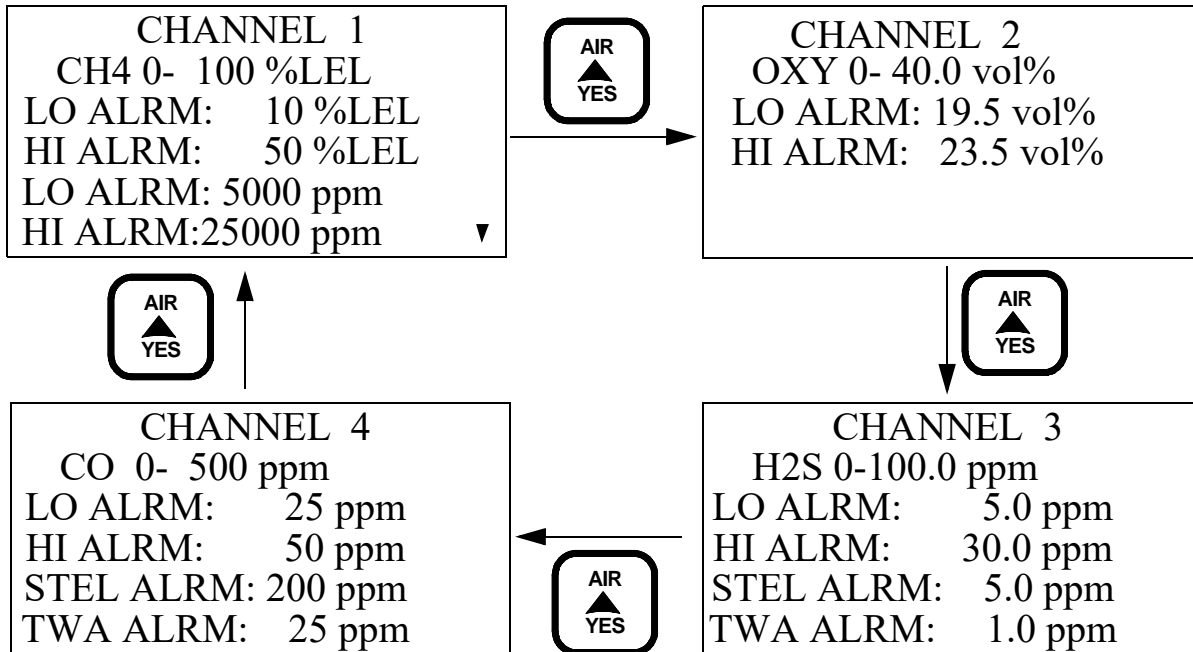 CHANNEL 1
CH4 0- 100 %LEL
LO ALRM: 10 %LEL
HI ALRM: 50 %LEL
LO ALRM: 5000 ppm
HI ALRM:25000 ppm
AIR
YES
CHANNEL 2
OXY 0- 40.0 vol%
LO ALRM: 19.5 vol%
HI ALRM: 23.5 vol%
AIR
YES
AIR
YES
CHANNEL 4
CO 0- 500 ppm
LO ALRM: 25 ppm
HI ALRM: 50 ppm
STEL ALRM: 200 ppm
TWA ALRM: 25 ppm
AIR
YES
CHANNEL 3
H2S 0-100.0 ppm
LO ALRM: 5.0 ppm
HI ALRM: 30.0 ppm
STEL ALRM: 5.0 ppm
TWA ALRM: 1.0 ppm